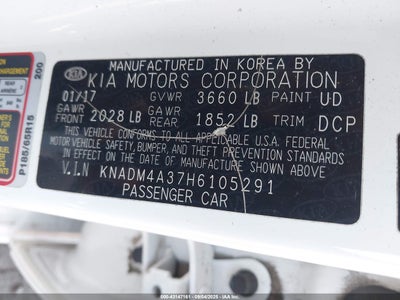 MANUFACTURED IN KOREA BY
KIA KIA MOTORS CORPORATION
01/17 GVWR 3660 LB PAINT UD
GAWR FRONT 2028 LB GAWR REAR 1852 LB TRIM DCP
THIS VEHICLE CONFORMS TO ALL APPLICABLE U.S.A. FEDERAL
MOTOR VEHICLE SAFETY, BUMPER, AND THEFT PREVENTION STANDARDS
IN EFFECT ON THE DATE OF MANUFACTURE SHOWN ABOVE.
V.I.N KNADM4A37H6105291
PASSENGER CAR
P185/65R15
200